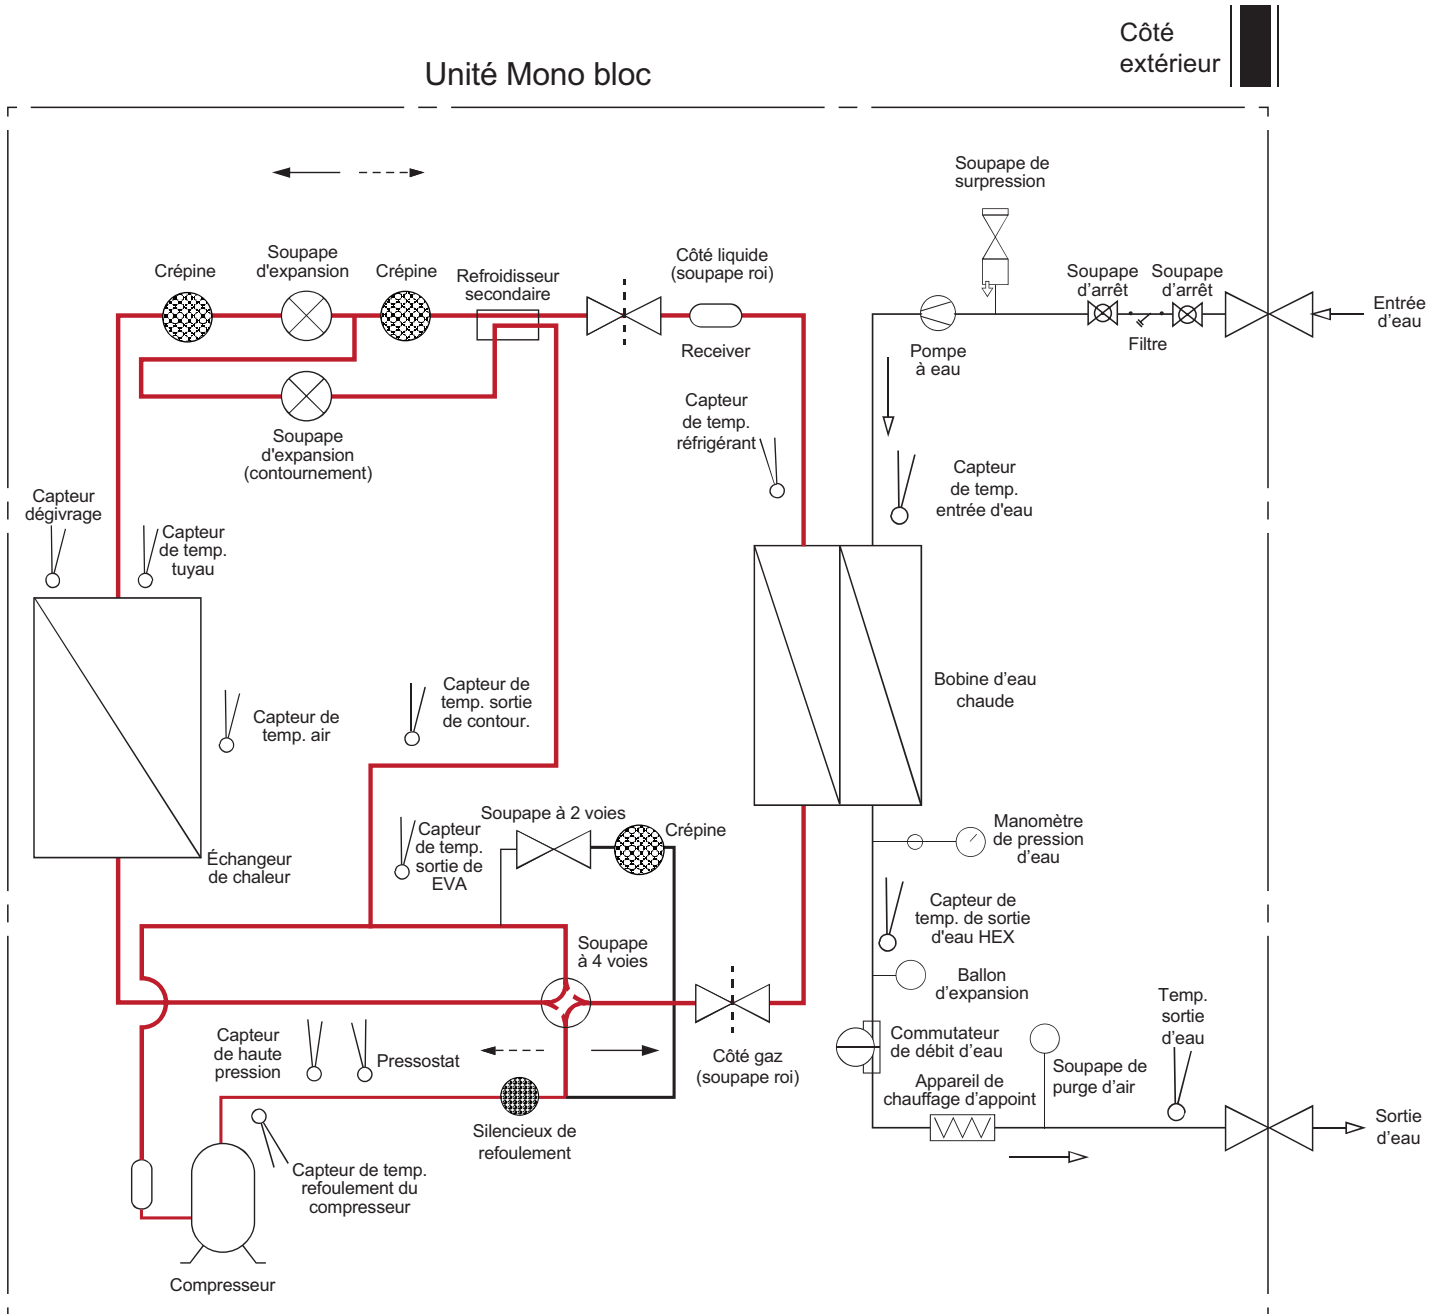 Côté
extérieur
Unité Mono bloc
Soupape de
surpression
Soupape
d'expansion
Crépine
Crépine
Refroidisseur
secondaire
Côté liquide
(soupape roi)
Soupape
d’arrêt
Soupape
d’arrêt
Entrée
d’eau
Filtre
Receiver
Pompe
à eau
Capteur
de temp.
réfrigérant
Soupape
d'expansion
(contournement)
Capteur
de temp.
entrée d'eau
Capteur
dégivrage
Capteur
de temp.
tuyau
Capteur de
temp. air
Capteur de
temp. sortie
de contour.
Bobine d’eau
chaude
Soupape à 2 voies
Crépine
Capteur
de temp.
sortie de
EVA
Manomètre
de pression
d’eau
Échangeur
de chaleur
Capteur de
temp. de sortie
d'eau HEX
Soupape
à 4 voies
Ballon
d’expansion
Temp.
sortie
d’eau
Capteur
de haute
pression
Pressostat
Côté gaz
(soupape roi)
Commutateur
de débit d’eau
Soupape de
purge d’air
Appareil de
chauffage d’appoint
Sortie
d’eau
Silencieux de
refoulement
Capteur de temp.
refoulement du
compresseur
Compresseur